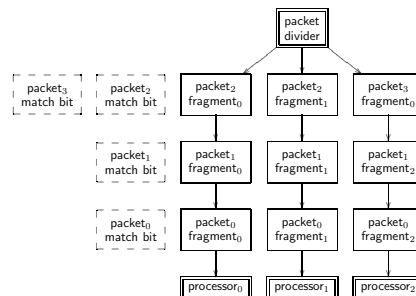 packet
divider
packet₃
match bit
packet₂
match bit
packet₂
fragment₀
packet₂
fragment₁
packet₃
fragment₀
packet₁
match bit
packet₁
fragment₀
packet₁
fragment₁
packet₁
fragment₂
packet₀
match bit
packet₀
fragment₀
packet₀
fragment₁
packet₀
fragment₂
processor₀
processor₁
processor₂